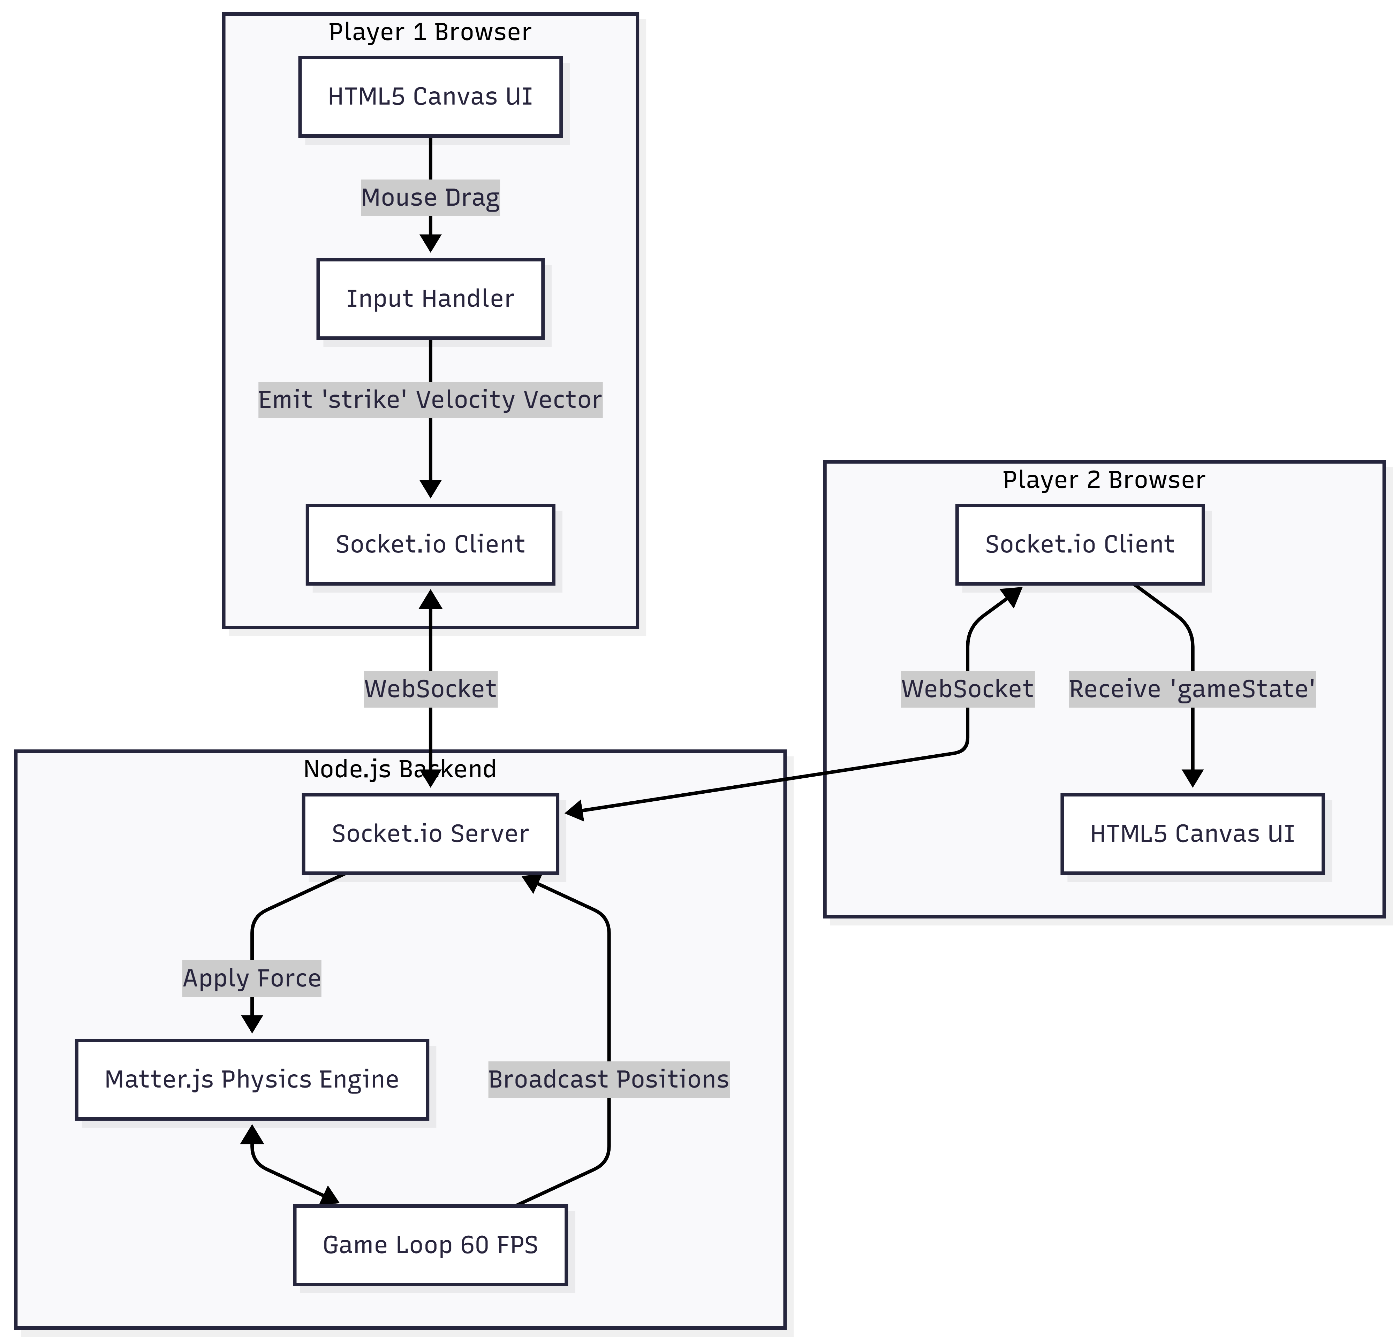 Player 1 Browser
HTML5 Canvas UI
Mouse Drag
Input Handler
Emit 'strike' Velocity Vector
Socket.io Client
WebSocket
Player 2 Browser
Socket.io Client
WebSocket
Receive 'gameState'
HTML5 Canvas UI
Node.js Backend
Socket.io Server
Apply Force
Matter.js Physics Engine
Broadcast Positions
Game Loop 60 FPS